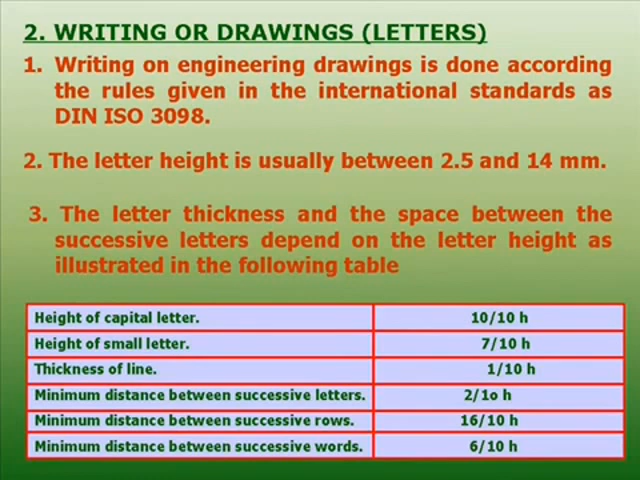 2. WRITING OR DRAWINGS (LETTERS)
1. Writing on engineering drawings is done according
the rules given in the international standards as
DIN ISO 3098.
2. The letter height is usually between 2.5 and 14 mm.
3. The letter thickness and the space between the
successive letters depend on the letter height as
illustrated in the following table
Height of capital letter. 10/10 h
Height of small letter. 7/10 h
Thickness of line. 1/10 h
Minimum distance between successive letters. 2/1o h
Minimum distance between successive rows. 16/10 h
Minimum distance between successive words. 6/10 h